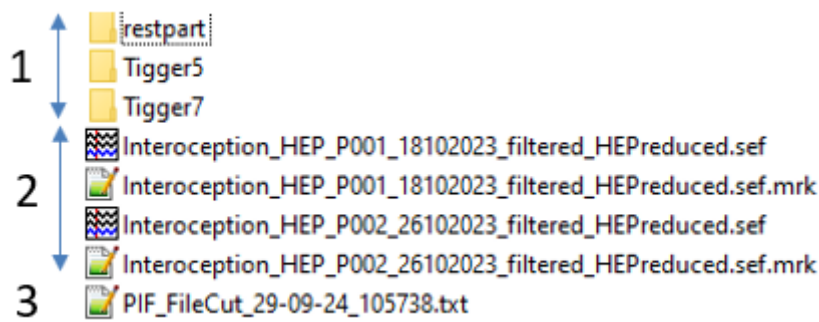 1
restpart
Tigger5
Tigger7
2
Interoception_HEP_P001_18102023_filtered_HEPreduced.sef
Interoception_HEP_P001_18102023_filtered_HEPreduced.sef.mrk
Interoception_HEP_P002_26102023_filtered_HEPreduced.sef
Interoception_HEP_P002_26102023_filtered_HEPreduced.sef.mrk
3 PIF_FileCut_29-09-24_105738.txt